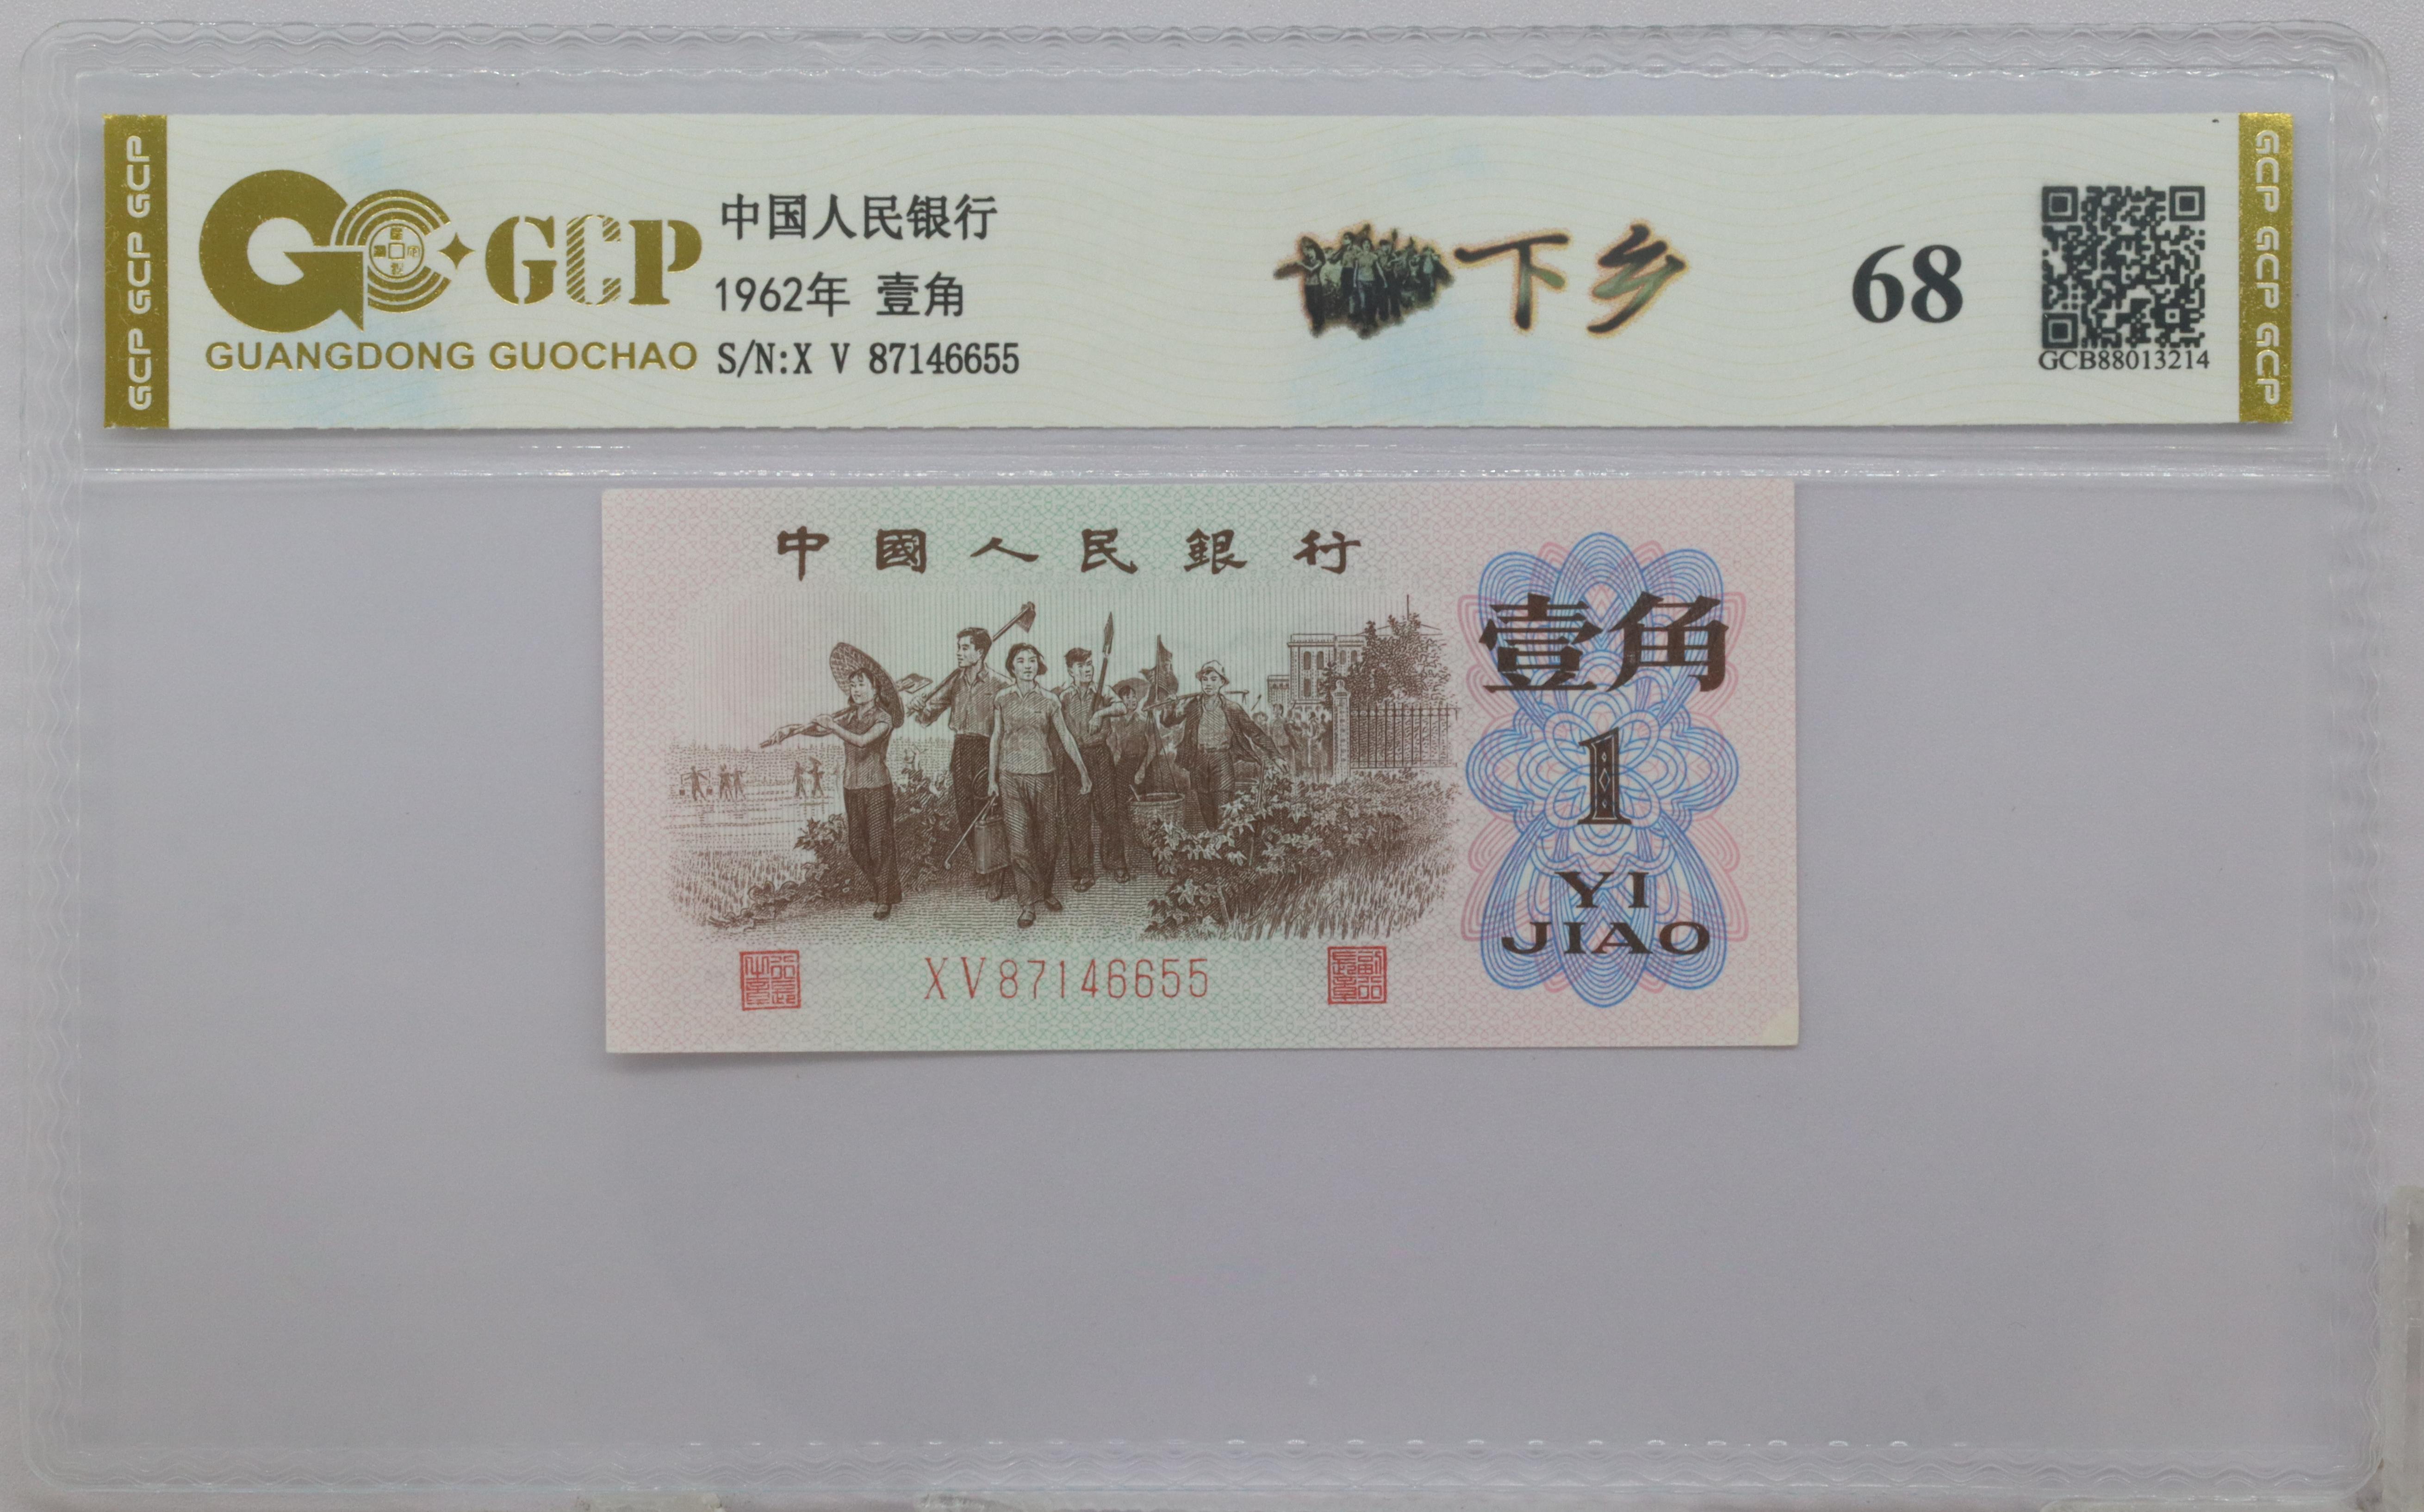 GCP GCP GCP
GCP
GUANGDONG GUOCHAO
中国人民银行
1962年 壹角
S/N:X V 87146655
下乡
68
GCB88013214
GCP GCP GCP
中國人民銀行
壹角
1
YI
JIAO
XV87146655